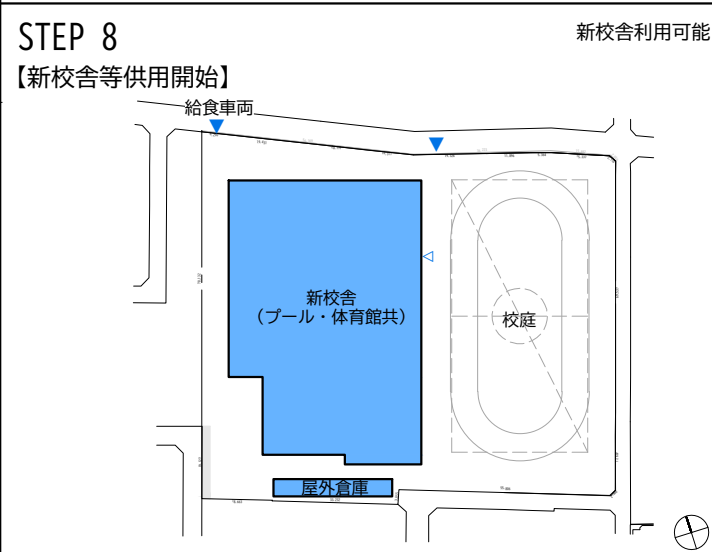 STEP 8
新校舎利用可能
【新校舎等供用開始】
給食車両
新校舎
（プール・体育館共）
校庭
屋外倉庫